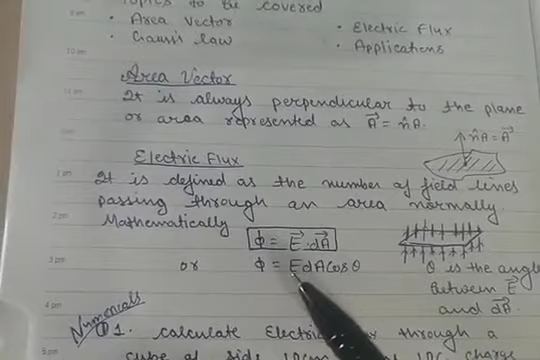 Topics to be covered
• Area Vector
• Electric Flux
• Gauss's law
• Applications
Area Vector
It is always perpendicular to the plane
or area represented as A⃗ = n̂A.
n̂A = A⃗
Electric Flux
It is defined as the number of field lines
passing through an area normally.
Mathematically
ϕ = E⃗.dA⃗
or ϕ = EdACosθ
θ is the angle
between E⃗
and dA⃗.
Numericals
Q1. Calculate Electric through a
cube of side 10cm charge